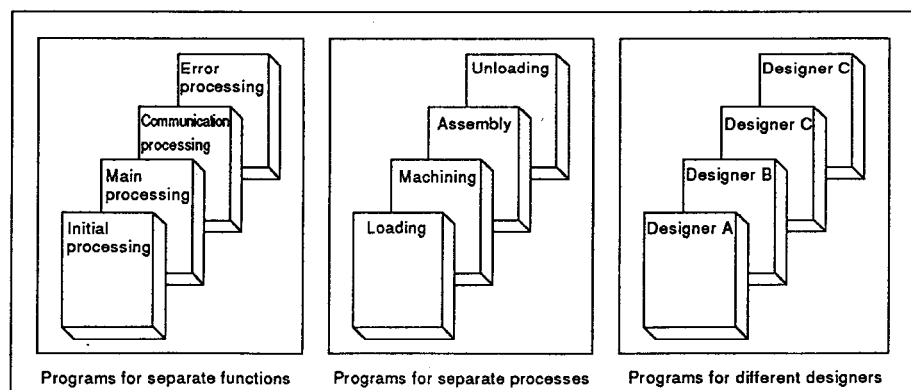 Error
processing
Communication
processing
Main
processing
Initial
processing
Programs for separate functions
Unloading
Assembly
Machining
Loading
Programs for separate processes
Designer C
Designer C
Designer B
Designer A
Programs for different designers